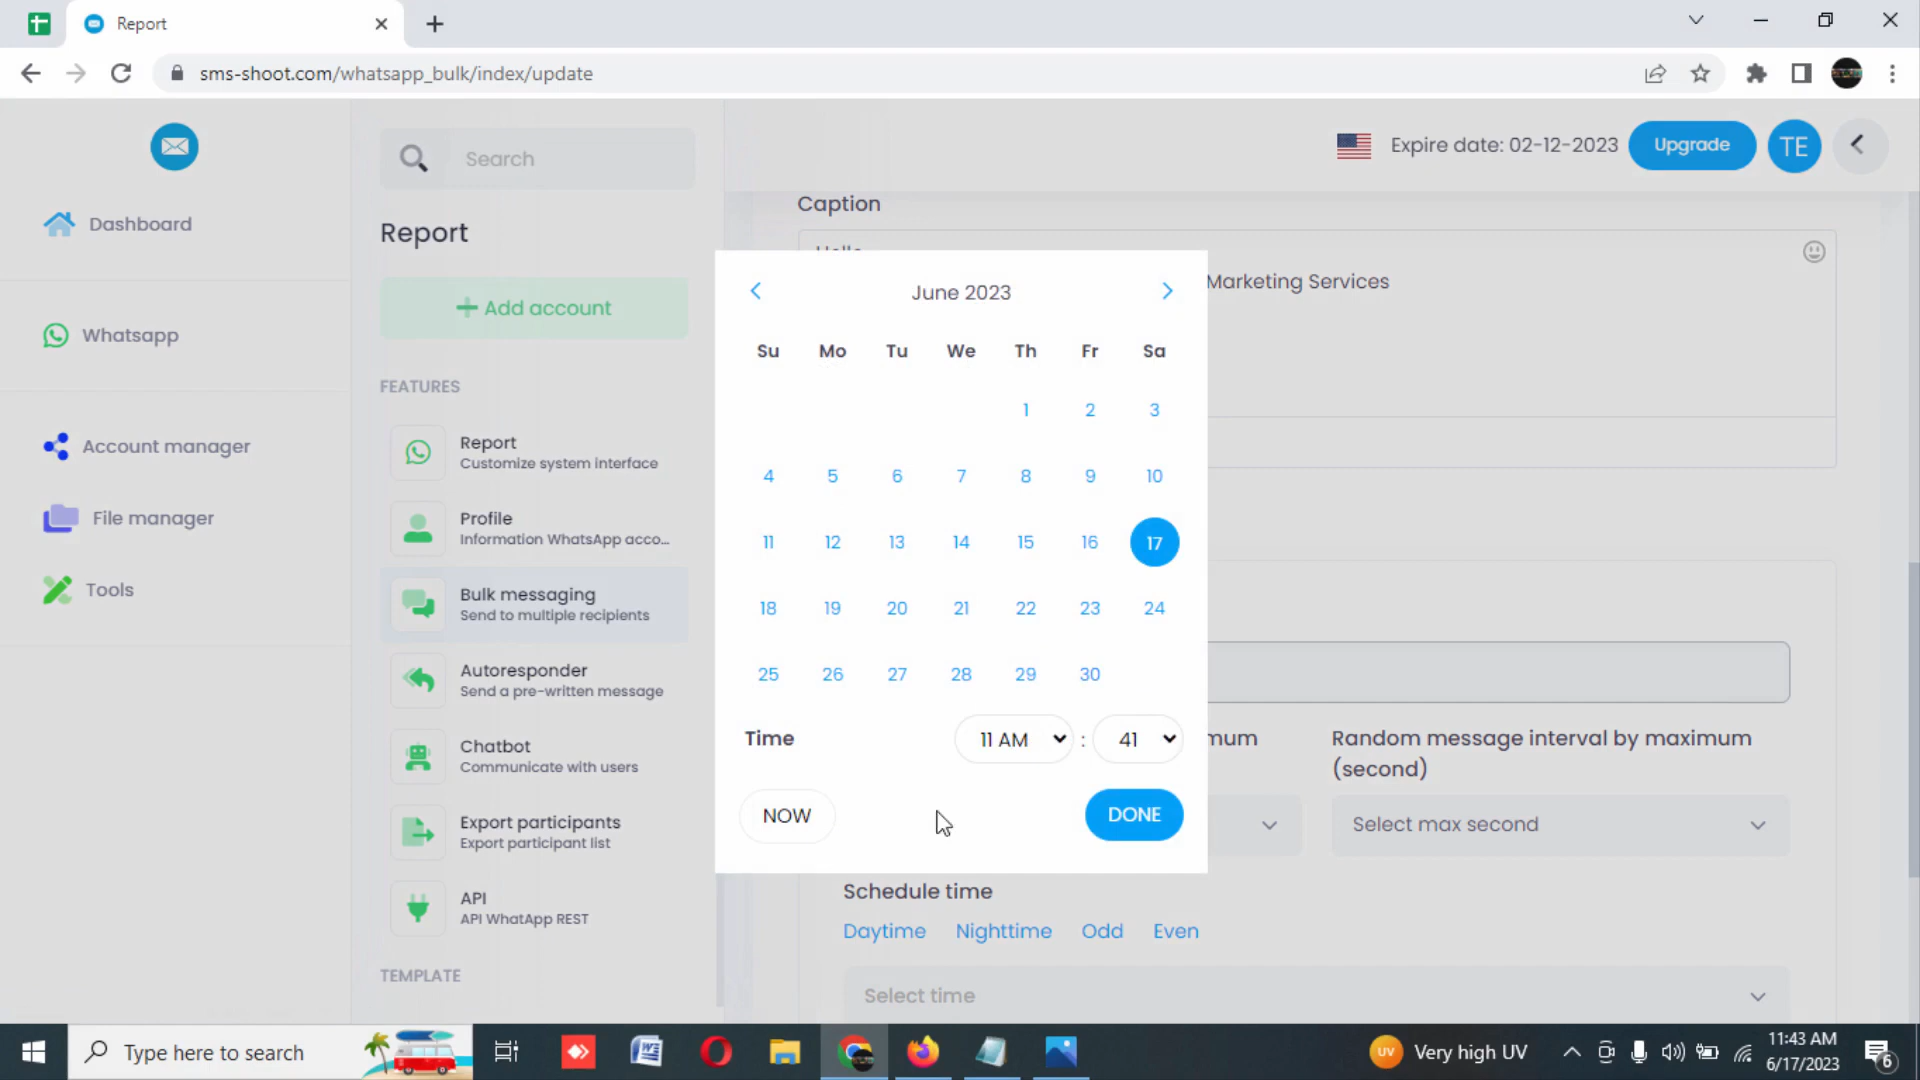 Report
sms-shoot.com/whatsapp_bulk/index/update
Search
Expire date: 02-12-2023
Upgrade
TE
Dashboard
Whatsapp
Account manager
File manager
Tools
Report
Add account
FEATURES
Report
Customize system interface
Profile
Information WhatsApp acco...
Bulk messaging
Send to multiple recipients
Autoresponder
Send a pre-written message
Chatbot
Communicate with users
Export participants
Export participant list
API
API WhatApp REST
TEMPLATE
Caption
Hello
Marketing Services
June 2023
Su Mo Tu We Th Fr Sa
1 2 3
4 5 6 7 8 9 10
11 12 13 14 15 16 17
18 19 20 21 22 23 24
25 26 27 28 29 30
Time 11 AM : 41
NOW DONE
mum
Random message interval by maximum
(second)
Select max second
Schedule time
Daytime Nighttime Odd Even
Select time
Type here to search
UV Very high UV
11:43 AM
6/17/2023
6